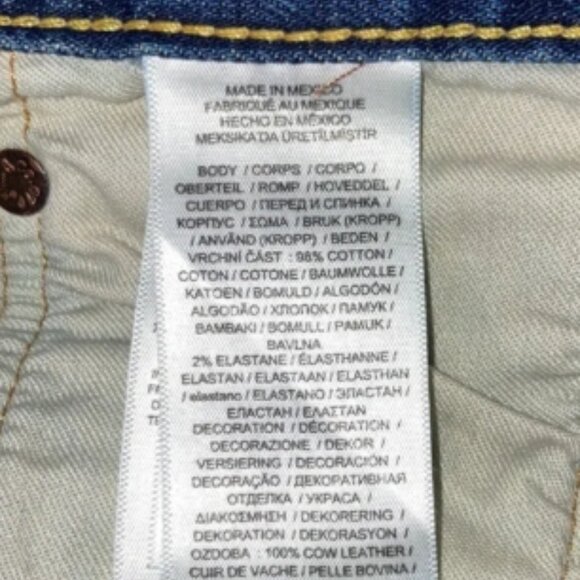 MADE IN MEXICO
FABRIQUÉ AU MEXIQUE
HECHO EN MÉXICO
MEKSIKA'DA ÜRETİLMİŞTİR
BODY / CORPS / CORPO /
OBERTEIL / ROMP / HOVEDDEL /
CUERPO / ПЕРЕД И СПИНКА /
КОРПУС / ΣΩΜΑ / BRUK (KROPP)
/ ANVÄND (KROPP) / BEDEN /
VRCHNÍ ČÁST : 98% COTTON /
COTON / COTONE / BAUMWOLLE /
KATOEN / BOMULD / ALGODÓN /
ALGODÃO / ХЛОПОК / ПАМУК /
BAMBAKI / BOMULL / PAMUK /
BAVLNA
2% ELASTANE / ÉLASTHANNE /
ELASTAN / ELASTAAN / ELASTHAN
/ elastano / ELASTANO / ЭЛАСТАН /
ЕЛАСТАН / ΕΛΑΣΤΑΝ
DECORATION / DÉCORATION /
DECORAZIONE / DEKOR /
VERSIERING / DECORACIÓN /
DECORAÇÃO / ДЕКОРАТИВНАЯ
ОТДЕЛКА / УКРАСА /
ΔΙΑΚΟΣΜΗΣΗ / DEKORERING /
DEKORATION / DEKORASYON /
OZDOBA : 100% COW LEATHER /
CUIR DE VACHE / PELLE BOVINA /